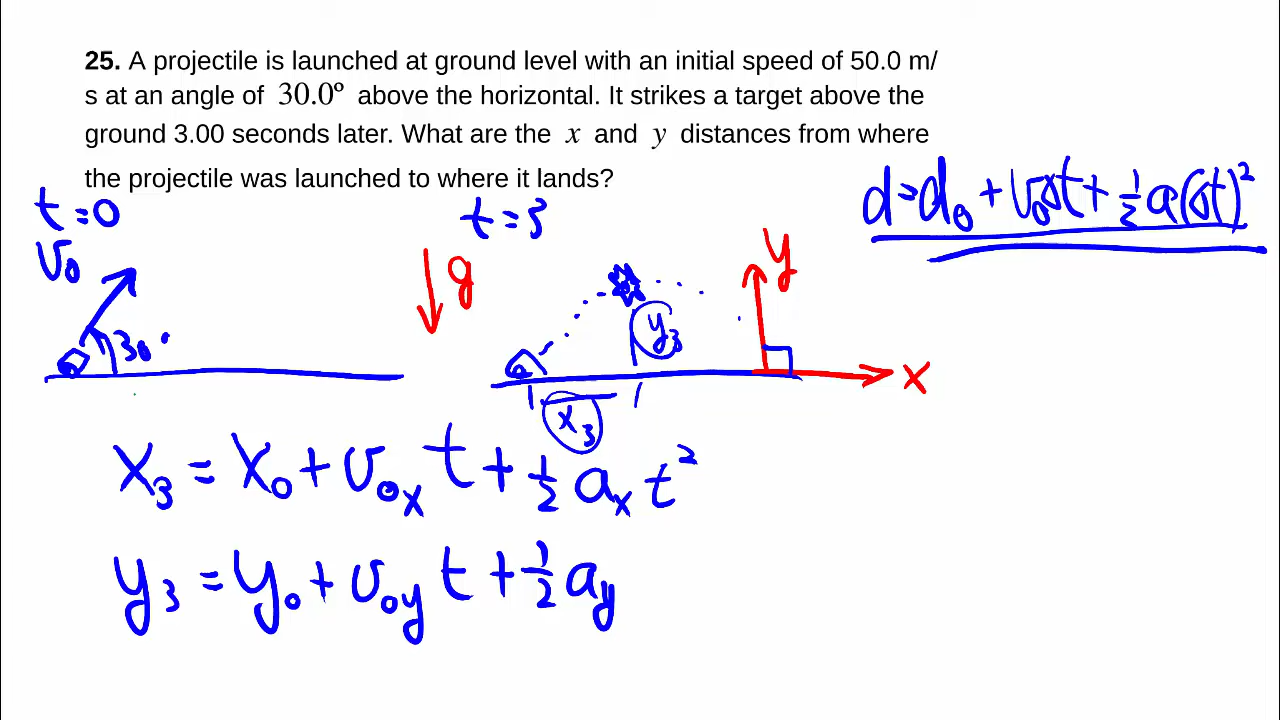 25. A projectile is launched at ground level with an initial speed of 50.0 m/
s at an angle of 30.0º above the horizontal. It strikes a target above the
ground 3.00 seconds later. What are the x and y distances from where
the projectile was launched to where it lands?
d = d₀ + v₀Δt + ½ a(Δt)²
t = 0
t = 3
v₀
g
y
30°
y₃
x
x₃
x₃ = x₀ + v₀ₓ t + ½ aₓ t²
y₃ = y₀ + v₀y t + ½ ay